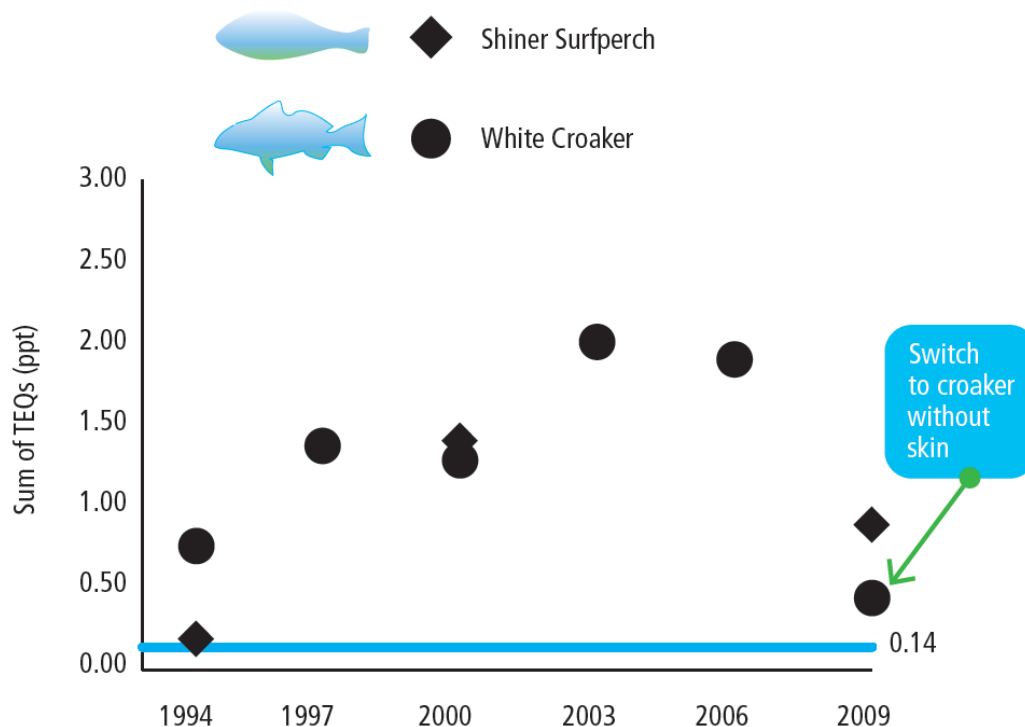 Shiner Surfperch
White Croaker
3.00
2.50
2.00
1.50
1.00
0.50
0.00
Sum of TEQs (ppt)
Switch
to croaker
without
skin
0.14
1994 1997 2000 2003 2006 2009